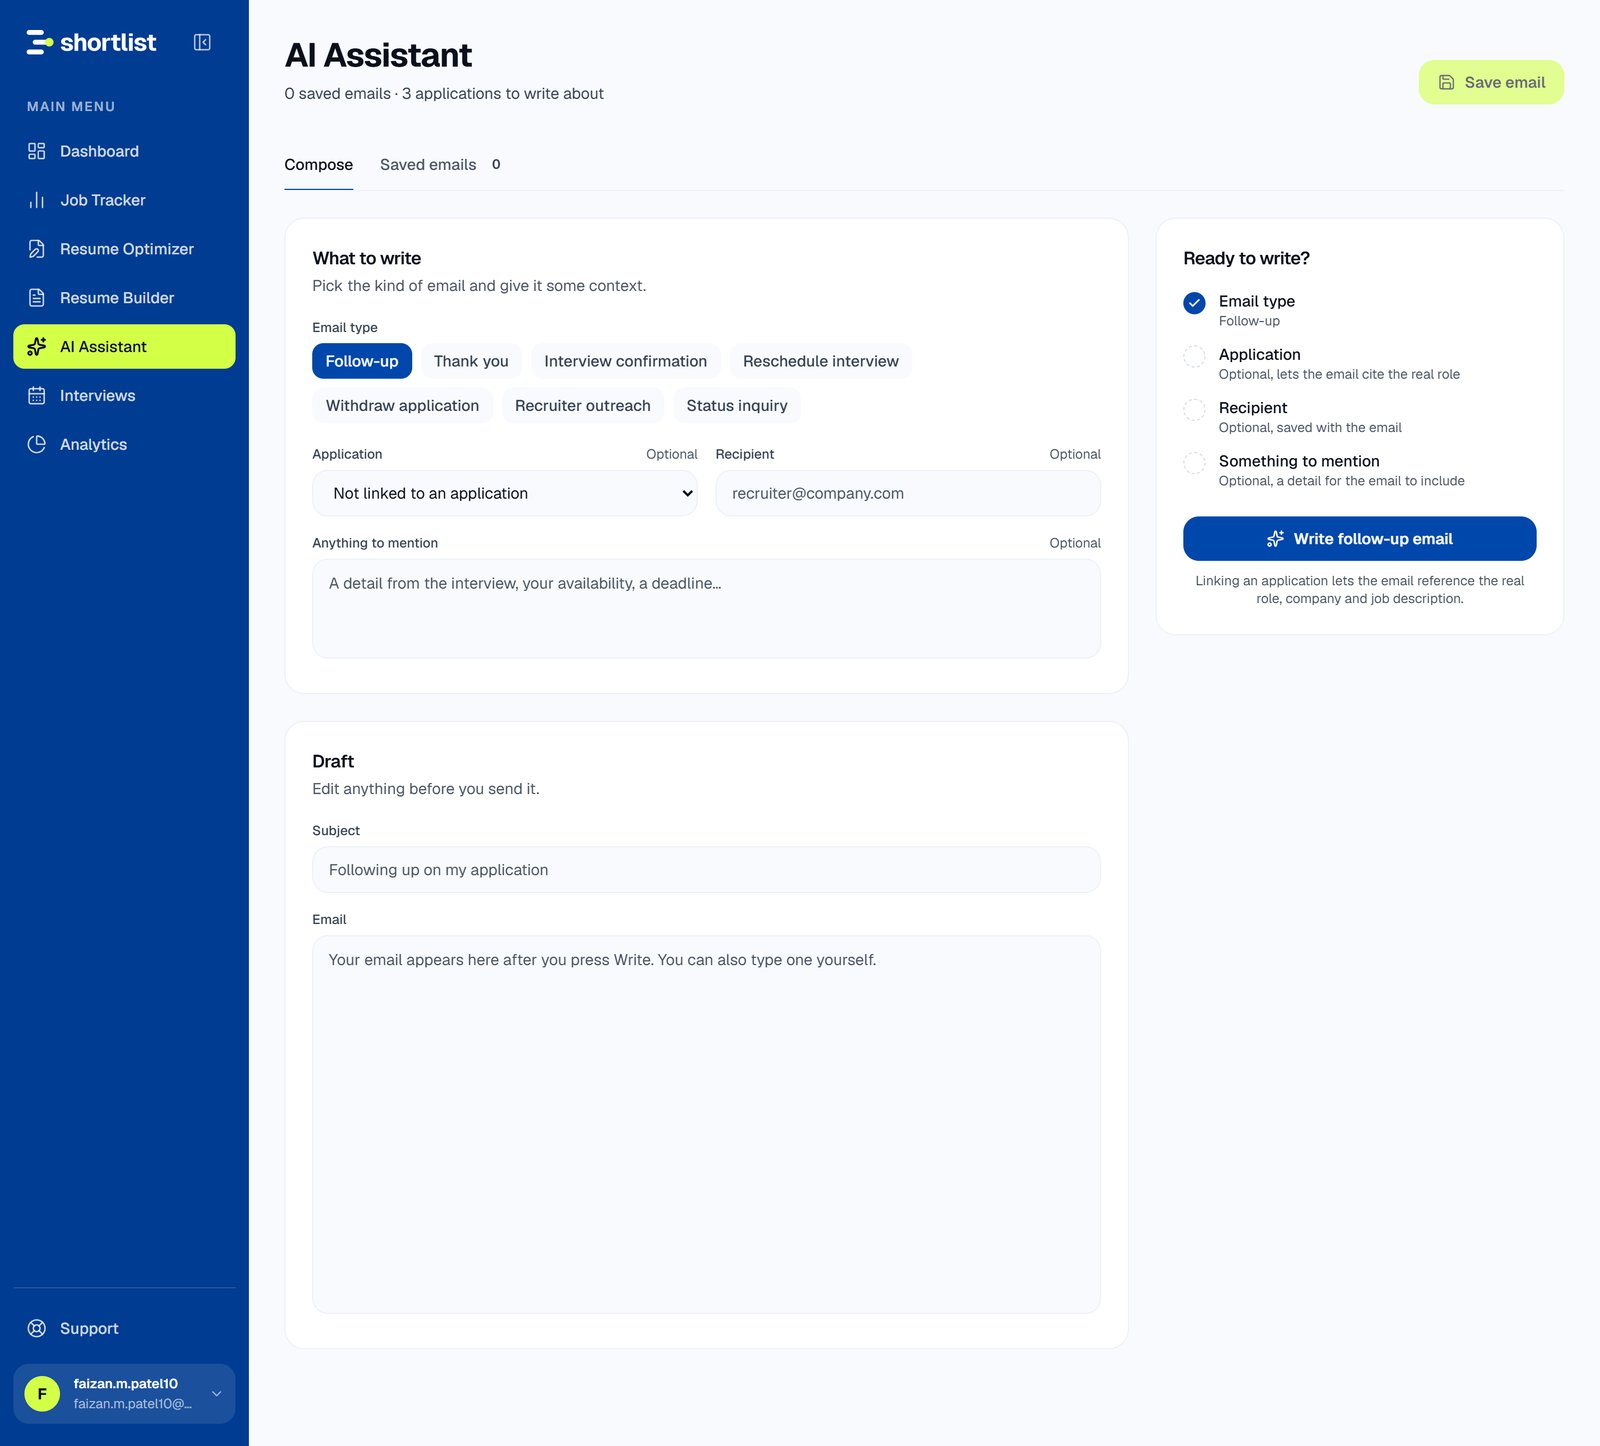 shortlist
MAIN MENU
Dashboard
Job Tracker
Resume Optimizer
Resume Builder
AI Assistant
Interviews
Analytics
Support
F
faizan.m.patel10
faizan.m.patel10@...
AI Assistant
0 saved emails · 3 applications to write about
Save email
Compose
Saved emails 0
What to write
Pick the kind of email and give it some context.
Email type
Follow-up Thank you Interview confirmation Reschedule interview
Withdraw application Recruiter outreach Status inquiry
Application Optional
Not linked to an application
Recipient Optional
recruiter@company.com
Anything to mention Optional
A detail from the interview, your availability, a deadline...
Draft
Edit anything before you send it.
Subject
Following up on my application
Email
Your email appears here after you press Write. You can also type one yourself.
Ready to write?
Email type
Follow-up
Application
Optional, lets the email cite the real role
Recipient
Optional, saved with the email
Something to mention
Optional, a detail for the email to include
Write follow-up email
Linking an application lets the email reference the real
role, company and job description.